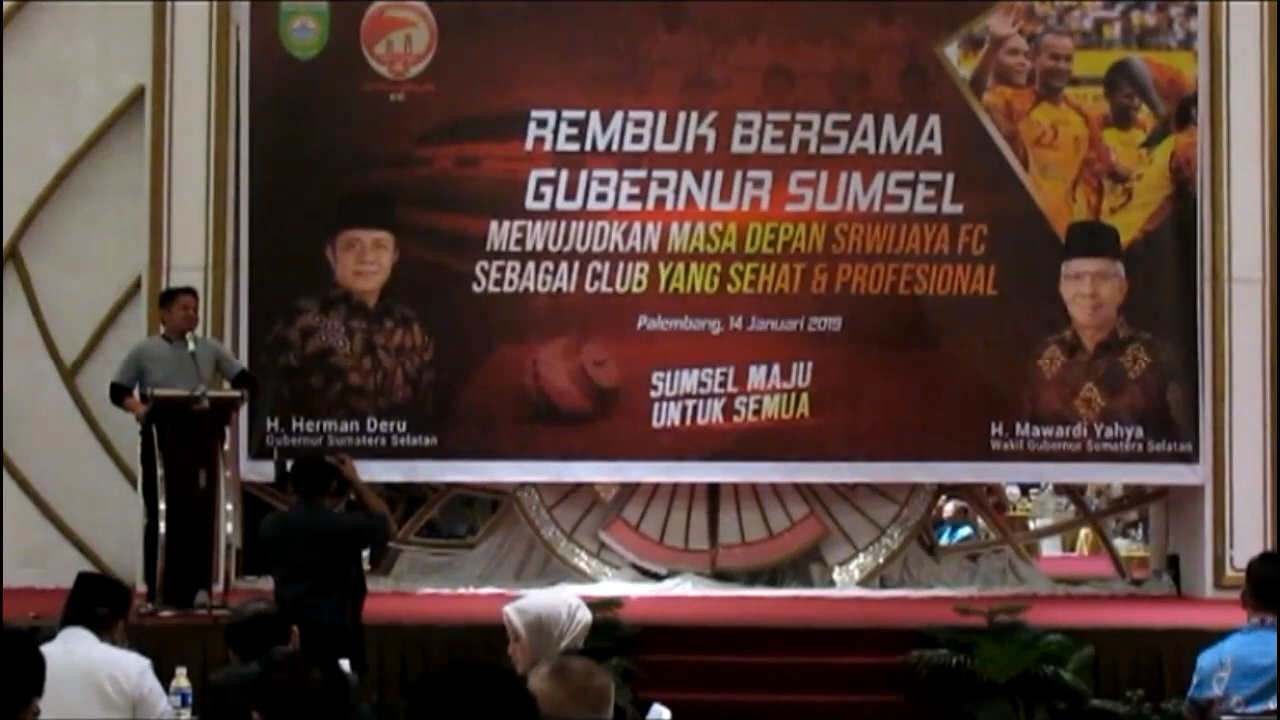 REMBUK BERSAMA
GUBERNUR SUMSEL
MEWUJUDKAN MASA DEPAN SRWIJAYA FC
SEBAGAI CLUB YANG SEHAT & PROFESIONAL
Palembang, 14 Januari 2019
SUMSEL MAJU
UNTUK SEMUA
H. Herman Deru
Gubernur Sumatera Selatan
H. Mawardi Yahya
Wakil Gubernur Sumatera Selatan